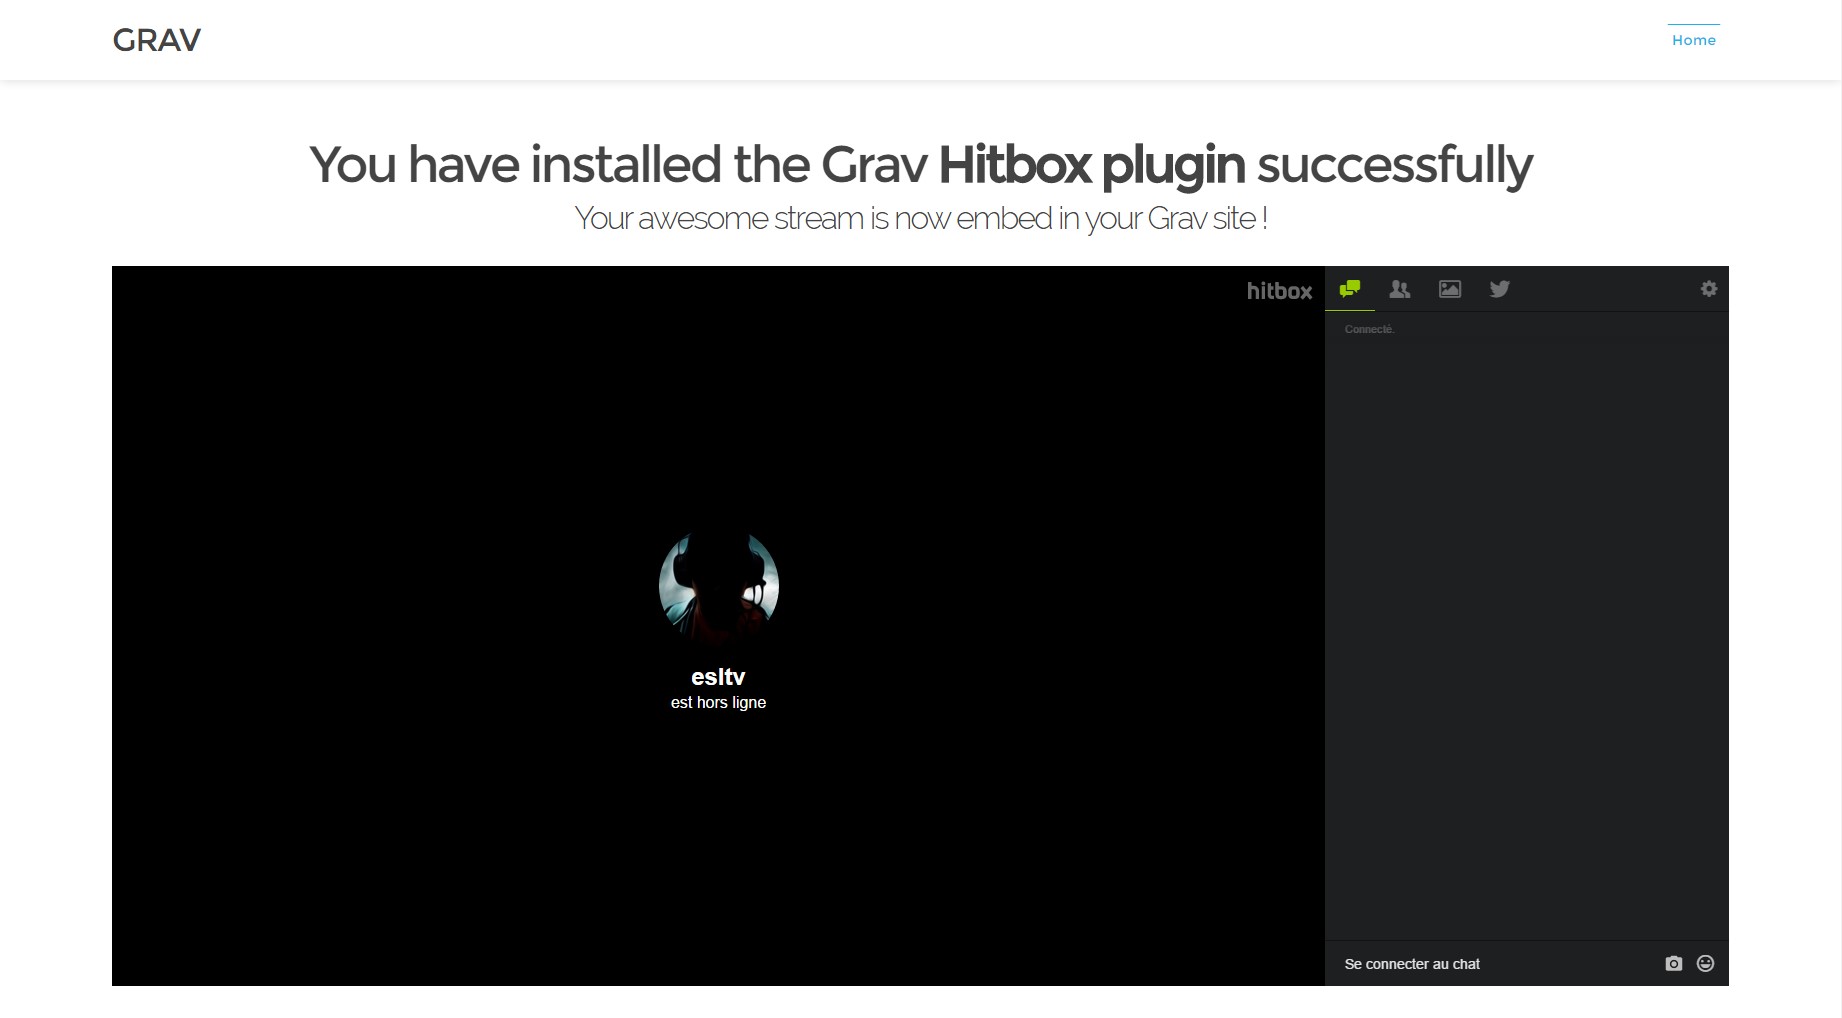 GRAV
Home
You have installed the Grav Hitbox plugin successfully
Your awesome stream is now embed in your Grav site !
hitbox
Connecté.
esltv
est hors ligne
Se connecter au chat